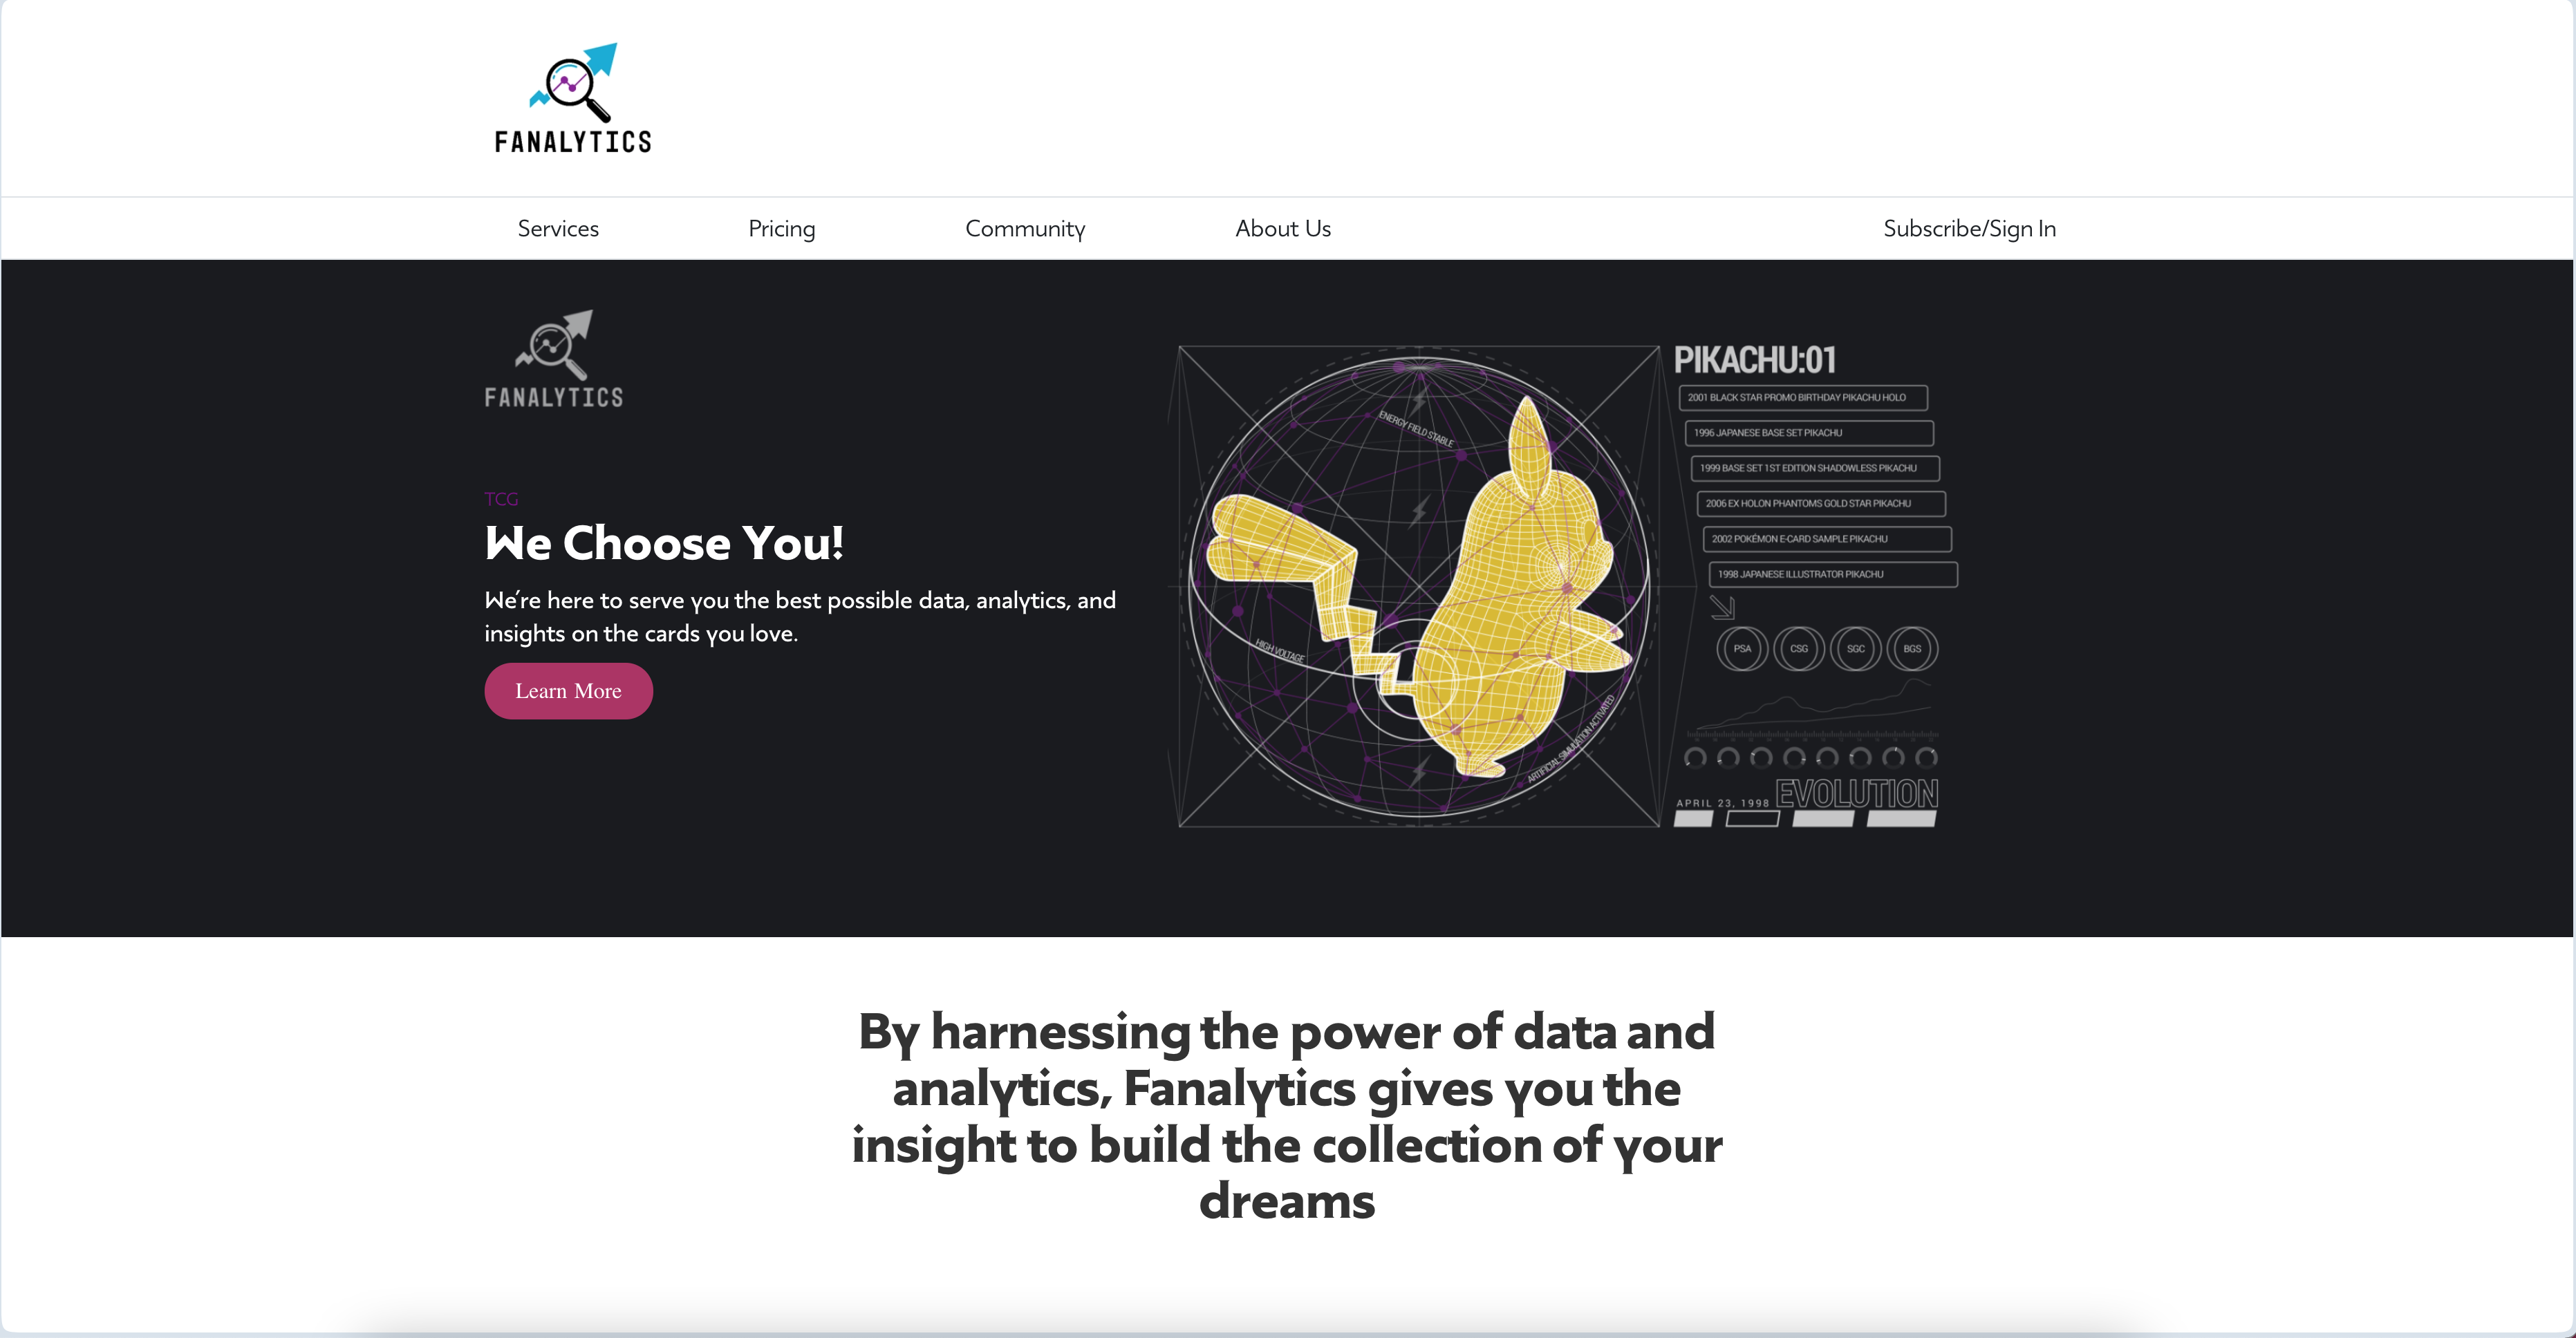 FANALYTICS
Services
Pricing
Community
About Us
Subscribe/Sign In
FANALYTICS
TCG
We Choose You!
We're here to serve you the best possible data, analytics, and
insights on the cards you love.
Learn More
ENERGY FIELD STABLE
HIGH VOLTAGE
ARTIFICIAL SIMULATION ACTIVATED
PIKACHU:01
2001 BLACK STAR PROMO BIRTHDAY PIKACHU HOLO
1996 JAPANESE BASE SET PIKACHU
1999 BASE SET 1ST EDITION SHADOWLESS PIKACHU
2006 EX HOLON PHANTOMS GOLD STAR PIKACHU
2002 POKÉMON E-CARD SAMPLE PIKACHU
1998 JAPANESE ILLUSTRATOR PIKACHU
PSA
CSG
SGC
BGS
APRIL 23, 1998
EVOLUTION
By harnessing the power of data and
analytics, Fanalytics gives you the
insight to build the collection of your
dreams